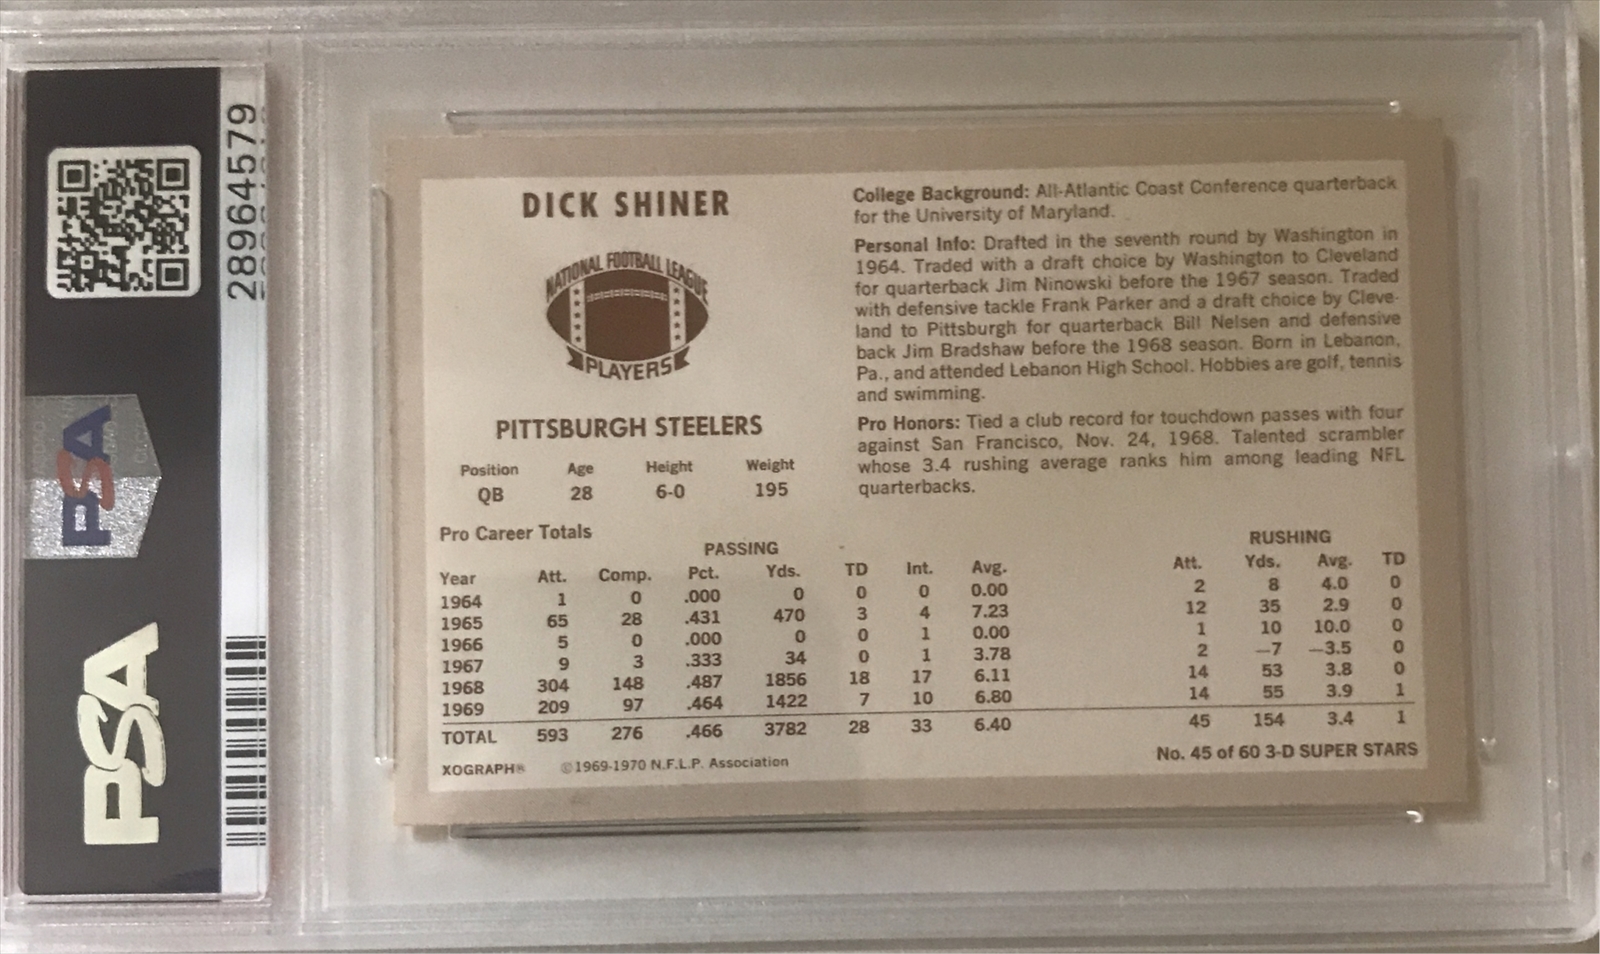 28964579
PSA
PSA
DICK SHINER
NATIONAL FOOTBALL LEAGUE
PLAYERS
PITTSBURGH STEELERS
Position Age Height Weight
QB 28 6-0 195
College Background: All-Atlantic Coast Conference quarterback
for the University of Maryland.
Personal Info: Drafted in the seventh round by Washington in
1964. Traded with a draft choice by Washington to Cleveland
for quarterback Jim Ninowski before the 1967 season. Traded
with defensive tackle Frank Parker and a draft choice by Cleve-
land to Pittsburgh for quarterback Bill Nelsen and defensive
back Jim Bradshaw before the 1968 season. Born in Lebanon,
Pa., and attended Lebanon High School. Hobbies are golf, tennis
and swimming.
Pro Honors: Tied a club record for touchdown passes with four
against San Francisco, Nov. 24, 1968. Talented scrambler
whose 3.4 rushing average ranks him among leading NFL
quarterbacks.
Pro Career Totals
PASSING RUSHING
Year Att. Comp. Pct. Yds. TD Int. Avg. Att. Yds. Avg. TD
1964 1 0 .000 0 0 0 0.00 2 8 4.0 0
1965 65 28 .431 470 3 4 7.23 12 35 2.9 0
1966 5 0 .000 0 0 1 0.00 1 10 10.0 0
1967 9 3 .333 34 0 1 3.78 2 —7 —3.5 0
1968 304 148 .487 1856 18 17 6.11 14 53 3.8 0
1969 209 97 .464 1422 7 10 6.80 14 55 3.9 1
TOTAL 593 276 .466 3782 28 33 6.40 45 154 3.4 1
XOGRAPH® ©1969-1970 N.F.L.P. Association
No. 45 of 60 3-D SUPER STARS